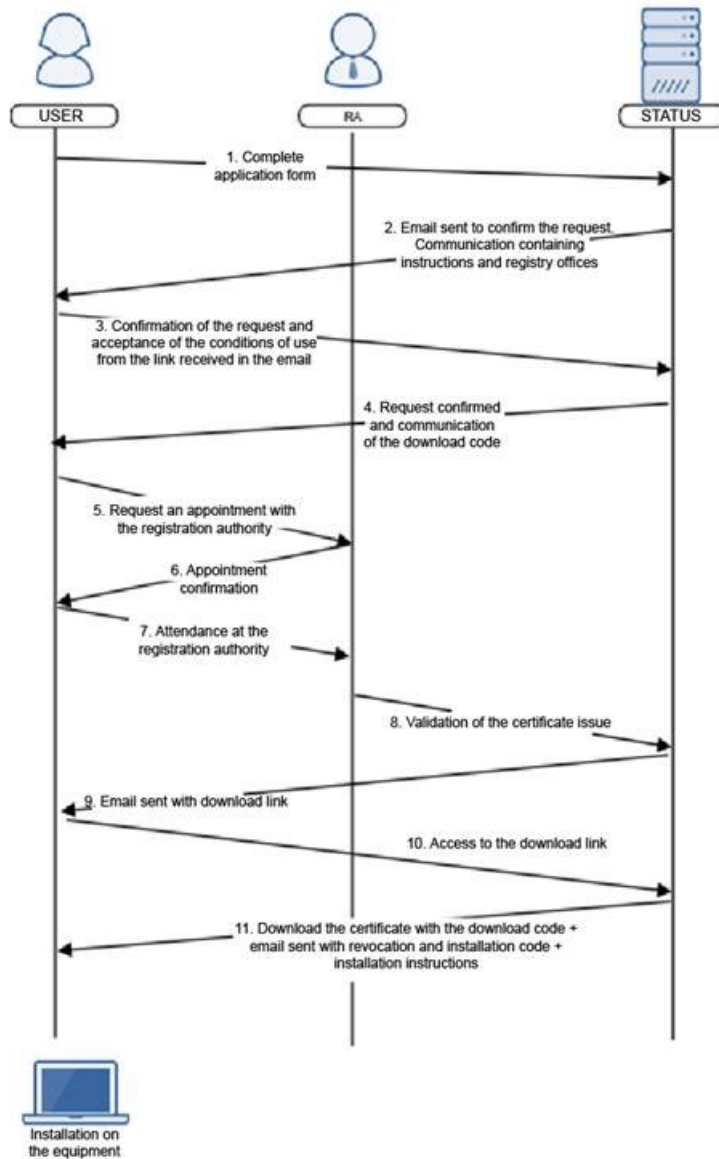 USER
RA
STATUS
1. Complete
application form
2. Email sent to confirm the request.
Communication containing
instructions and registry offices
3. Confirmation of the request and
acceptance of the conditions of use
from the link received in the email
4. Request confirmed
and communication
of the download code
5. Request an appointment with
the registration authority
6. Appointment
confirmation
7. Attendance at the
registration authority
8. Validation of the certificate issue
9. Email sent with download link
10. Access to the download link
11. Download the certificate with the download code +
email sent with revocation and installation code +
installation instructions
Installation on
the equipment